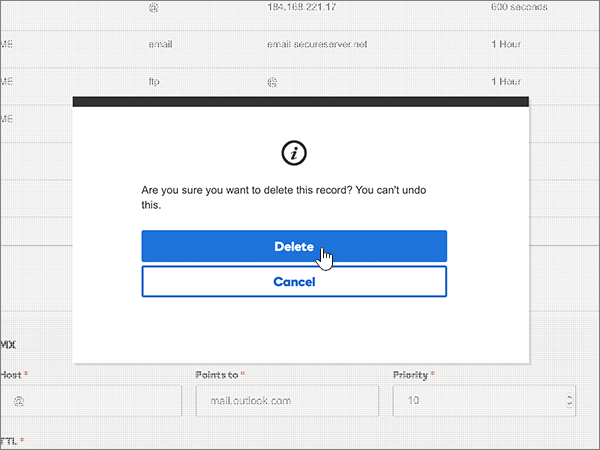 @ 184.168.221.17 600 seconds
ME email email.secureserver.net 1 Hour
ME ftp @ 1 Hour
ME
i
Are you sure you want to delete this record? You can't undo
this.
Delete
Cancel
MX
Host * Points to * Priority *
@ mail.outlook.com 10
TTL *